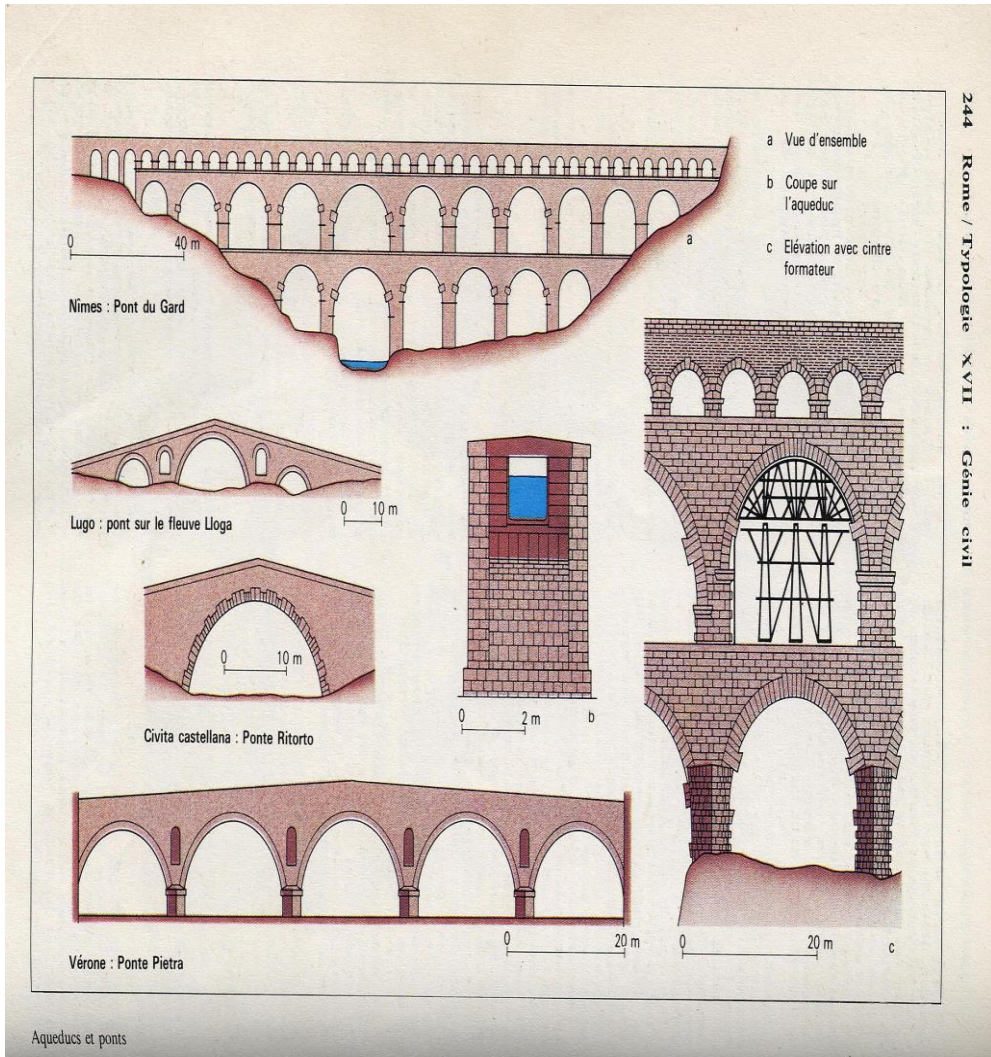 244 Rome / Typologie XVII : Génie civil
a Vue d'ensemble
b Coupe sur
l'aqueduc
c Elévation avec cintre
formateur
0 40 m
a
Nîmes : Pont du Gard
0 10 m
Lugo : pont sur le fleuve Lloga
0 10 m
Civita castellana : Ponte Ritorto
0 2 m b
0 20 m
Vérone : Ponte Pietra
0 20 m c
Aqueducs et ponts